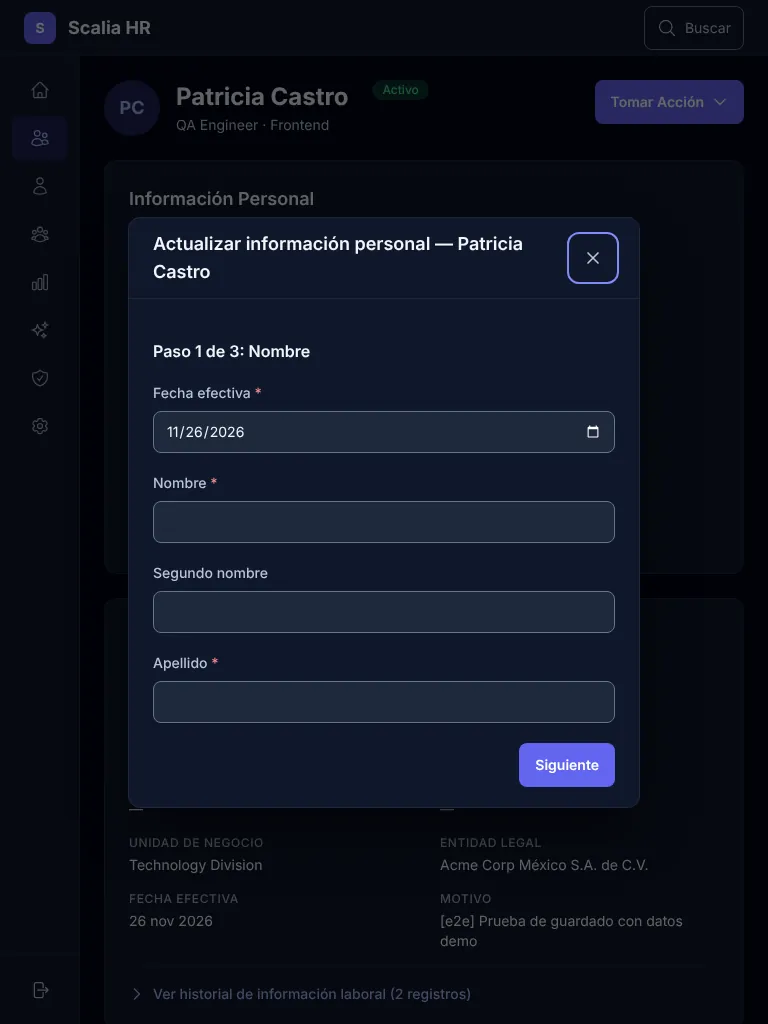 S
Scalia HR
Buscar
PC
Patricia Castro
Activo
QA Engineer · Frontend
Tomar Acción
Información Personal
Actualizar información personal — Patricia
Castro
Paso 1 de 3: Nombre
Fecha efectiva *
11/26/2026
Nombre *
Segundo nombre
Apellido *
Siguiente
— —
UNIDAD DE NEGOCIO
Technology Division
ENTIDAD LEGAL
Acme Corp México S.A. de C.V.
FECHA EFECTIVA
26 nov 2026
MOTIVO
[e2e] Prueba de guardado con datos
demo
Ver historial de información laboral (2 registros)